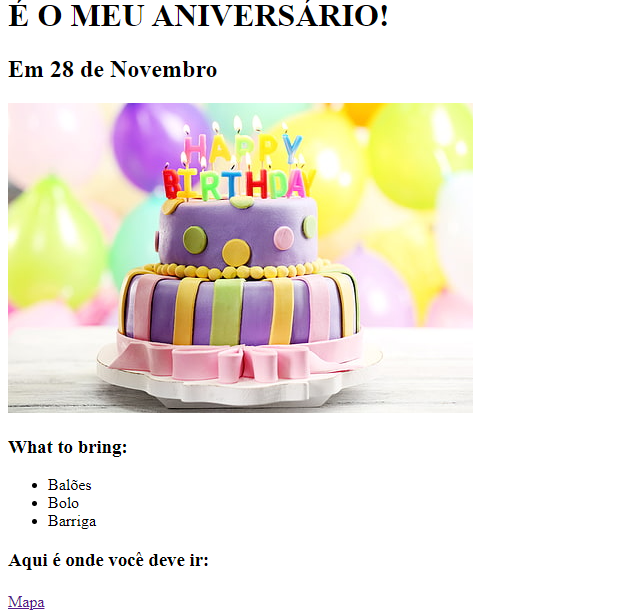 É O MEU ANIVERSÁRIO!
Em 28 de Novembro
HAPPY
BIRTHDAY
What to bring:
Balões
Bolo
Barriga
Aqui é onde você deve ir:
Mapa